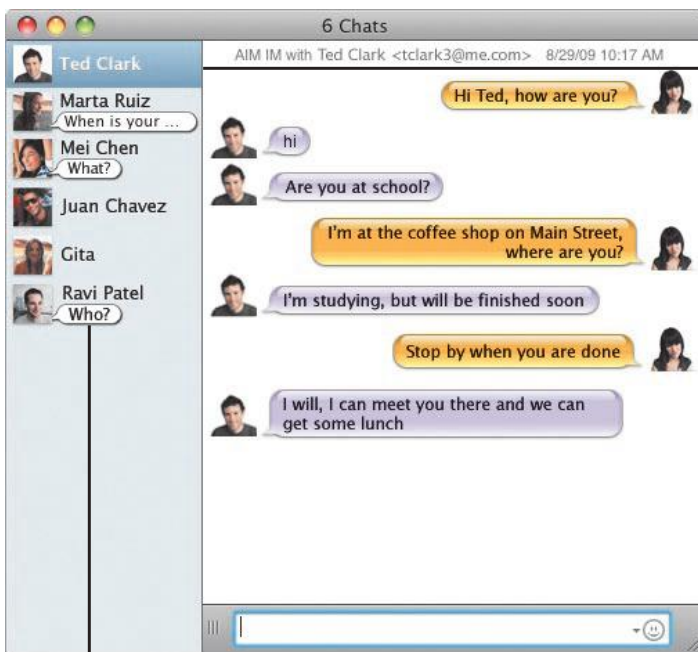 6 Chats
Ted Clark
Marta Ruiz
When is your ...
Mei Chen
What?
Juan Chavez
Gita
Ravi Patel
Who?
AIM IM with Ted Clark <tclark3@me.com> 8/29/09 10:17 AM
Hi Ted, how are you?
hi
Are you at school?
I'm at the coffee shop on Main Street,
where are you?
I'm studying, but will be finished soon
Stop by when you are done
I will, I can meet you there and we can
get some lunch